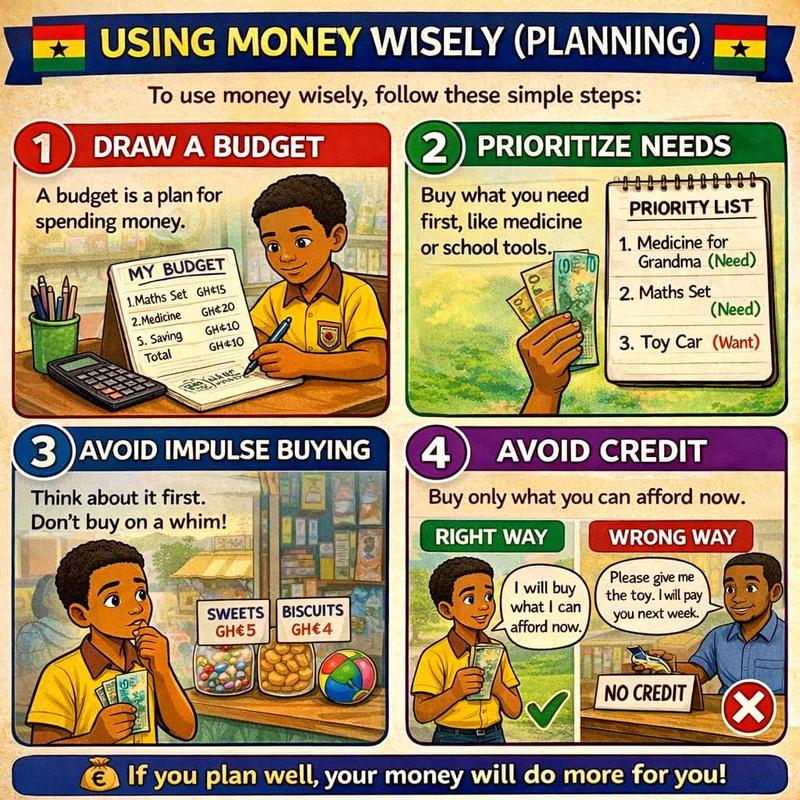 USING MONEY WISELY (PLANNING)
To use money wisely, follow these simple steps:
1 DRAW A BUDGET
A budget is a plan for
spending money.
MY BUDGET
1.Maths Set GH¢15
2.Medicine GH¢20
5. Saving GH¢10
Total GH¢10
2 PRIORITIZE NEEDS
Buy what you need
first, like medicine
or school tools.
PRIORITY LIST
1. Medicine for
Grandma (Need)
2. Maths Set
(Need)
3. Toy Car (Want)
3 AVOID IMPULSE BUYING
Think about it first.
Don't buy on a whim!
SWEETS
GH€5
BISCUITS
GH€4
4 AVOID CREDIT
Buy only what you can afford now.
RIGHT WAY
I will buy
what I can
afford now.
WRONG WAY
Please give me
the toy. I will pay
you next week.
NO CREDIT
€ If you plan well, your money will do more for you!